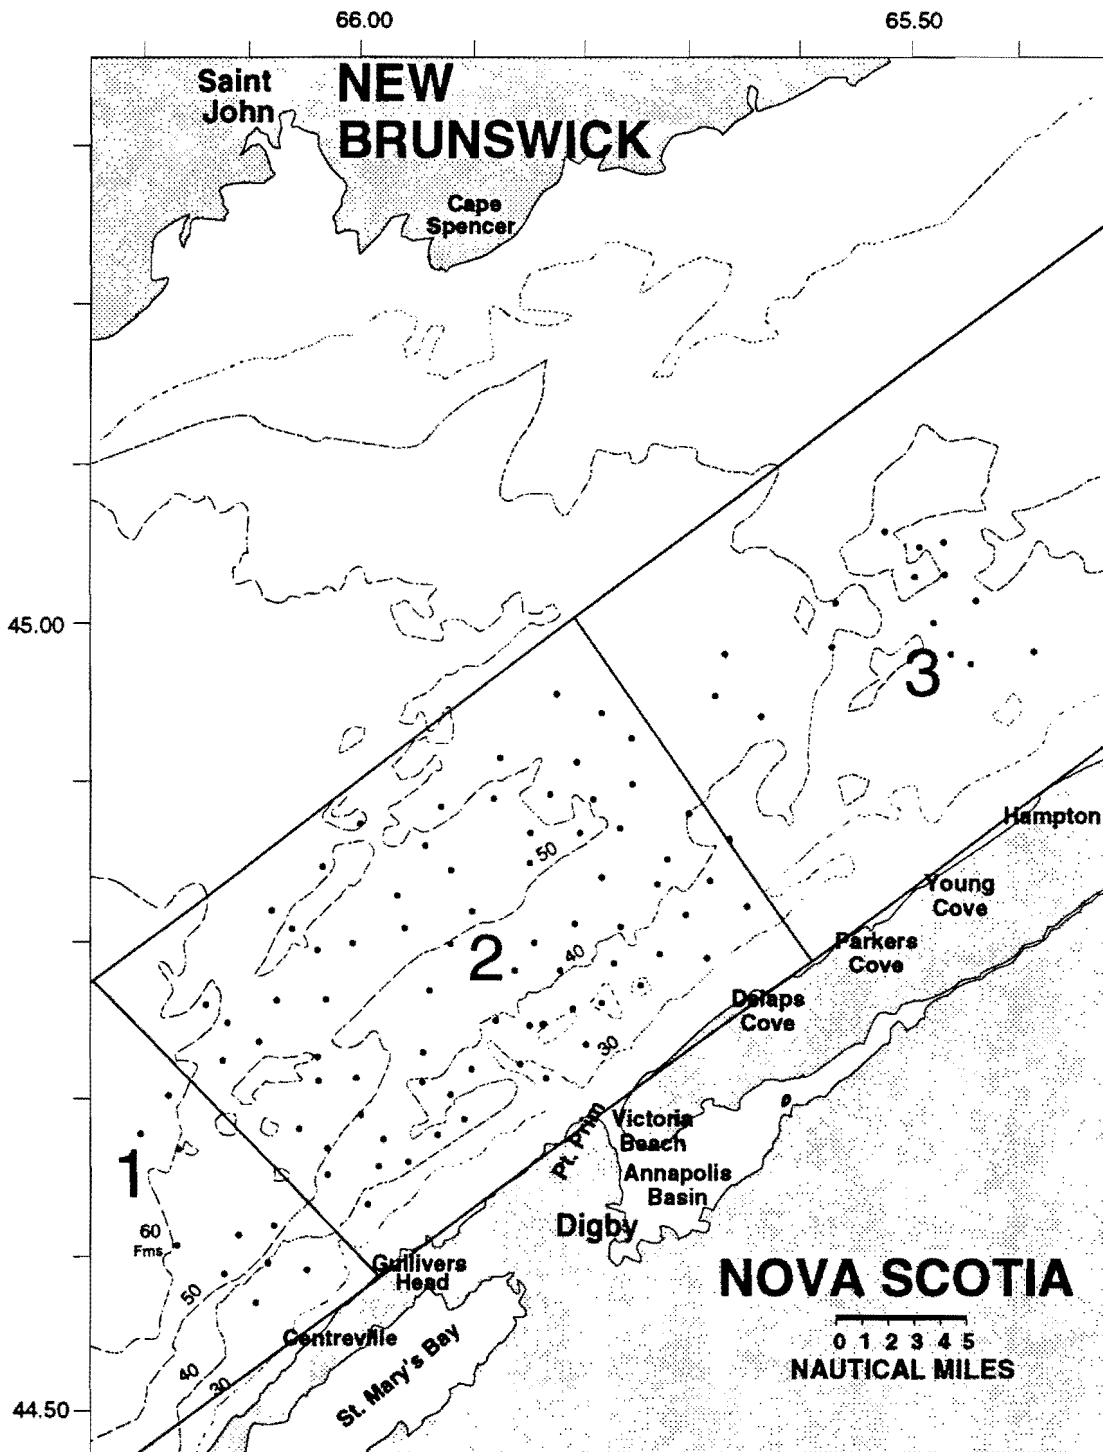 66.00
65.50
Saint
John
NEW
BRUNSWICK
Cape
Spencer
45.00
3
Hampton
50
Young
Cove
2
40
Parkers
Cove
Delaps
Cove
30
Pt. Prim
Victoria
Beach
1
Annapolis
Basin
60
Fms
Digby
Gullivers
Head
NOVA SCOTIA
50
Centreville
0 1 2 3 4 5
NAUTICAL MILES
St. Mary's Bay
40
30
44.50